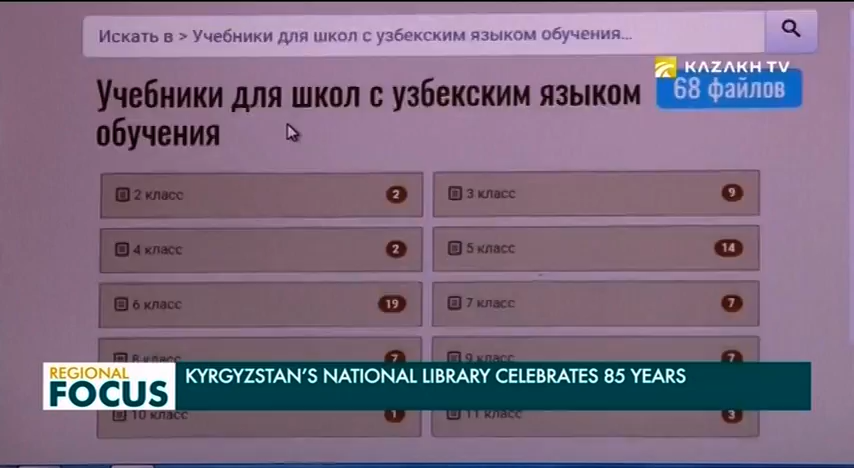 Искать в > Учебники для школ с узбекским языком обучения...
KAZAKH TV
Учебники для школ с узбекским языком
обучения
68 файлов
2 класс 2
3 класс 9
4 класс 2
5 класс 14
6 класс 19
7 класс 7
8 класс 7
9 класс 7
REGIONAL
FOCUS
KYRGYZSTAN'S NATIONAL LIBRARY CELEBRATES 85 YEARS
10 класс 1
11 класс 3